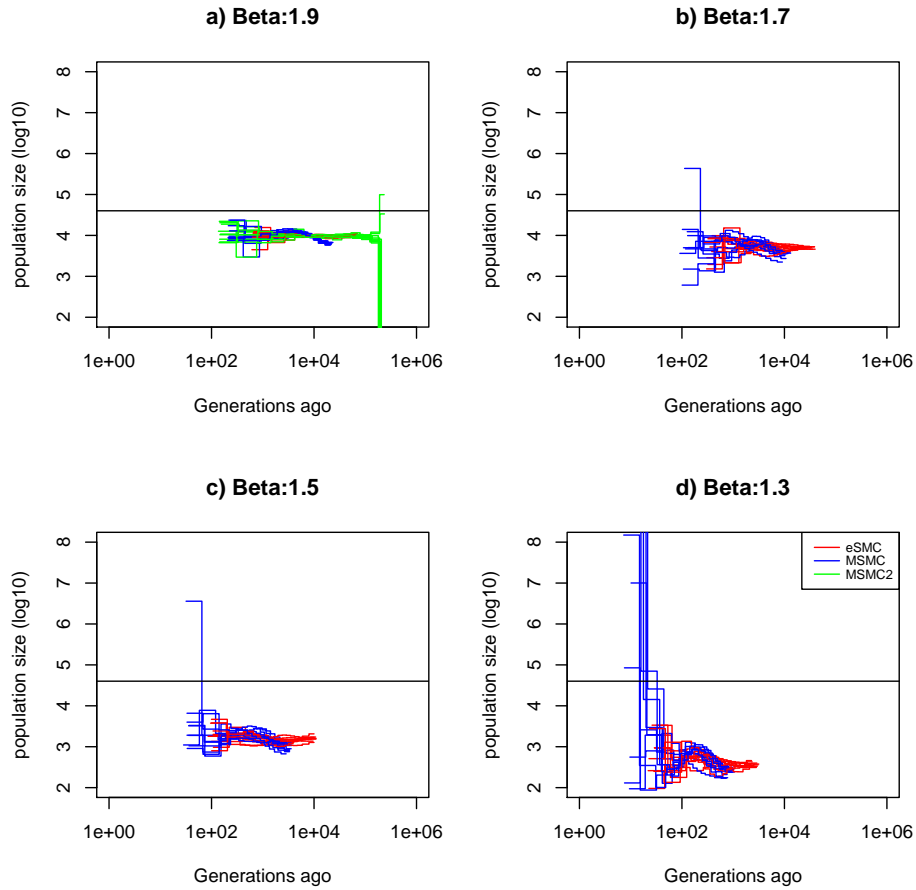 a) Beta:1.9
population size (log10)
8
7
6
5
4
3
2
1e+00 1e+02 1e+04 1e+06
Generations ago
b) Beta:1.7
population size (log10)
8
7
6
5
4
3
2
1e+00 1e+02 1e+04 1e+06
Generations ago
c) Beta:1.5
population size (log10)
8
7
6
5
4
3
2
1e+00 1e+02 1e+04 1e+06
Generations ago
d) Beta:1.3
population size (log10)
8
7
6
5
4
3
2
eSMC
MSMC
MSMC2
1e+00 1e+02 1e+04 1e+06
Generations ago